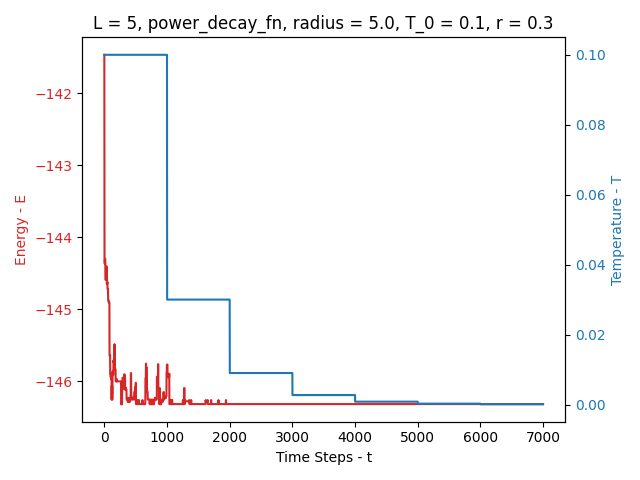 L = 5, power_decay_fn, radius = 5.0, T_0 = 0.1, r = 0.3
−142
−143
−144
−145
−146
Energy - E
0.10
0.08
0.06
0.04
0.02
0.00
Temperature - T
0 1000 2000 3000 4000 5000 6000 7000
Time Steps - t